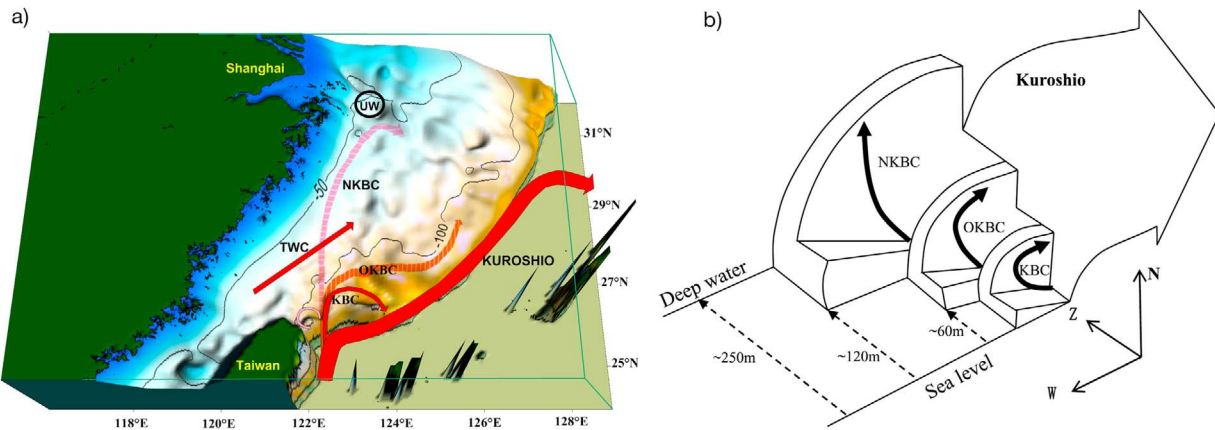 a)
Shanghai
UW
31°N
-50
NKBC
29°N
TWC
-100
KUROSHIO
OKBC
27°N
KBC
Taiwan
25°N
118°E
120°E
122°E
124°E
126°E
128°E
b)
Kuroshio
NKBC
OKBC
KBC
Deep water
N
Z
~60m
~120m
~250m
Sea level
W